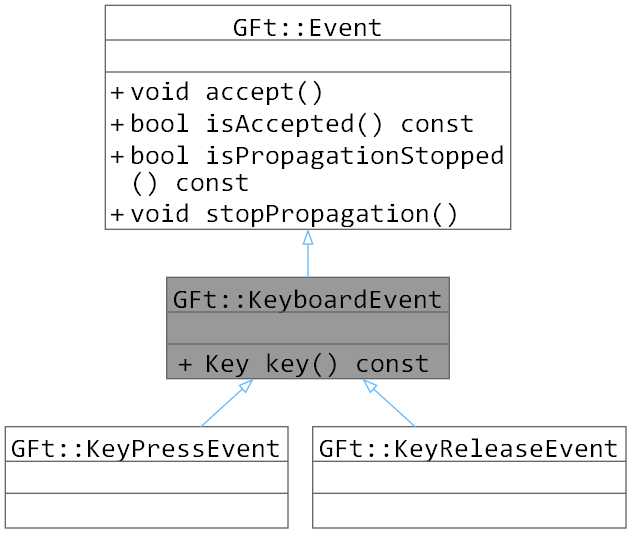 GFt::Event
+ void accept()
+ bool isAccepted() const
+ bool isPropagationStopped
() const
+ void stopPropagation()
GFt::KeyboardEvent
+ Key key() const
GFt::KeyPressEvent
GFt::KeyReleaseEvent